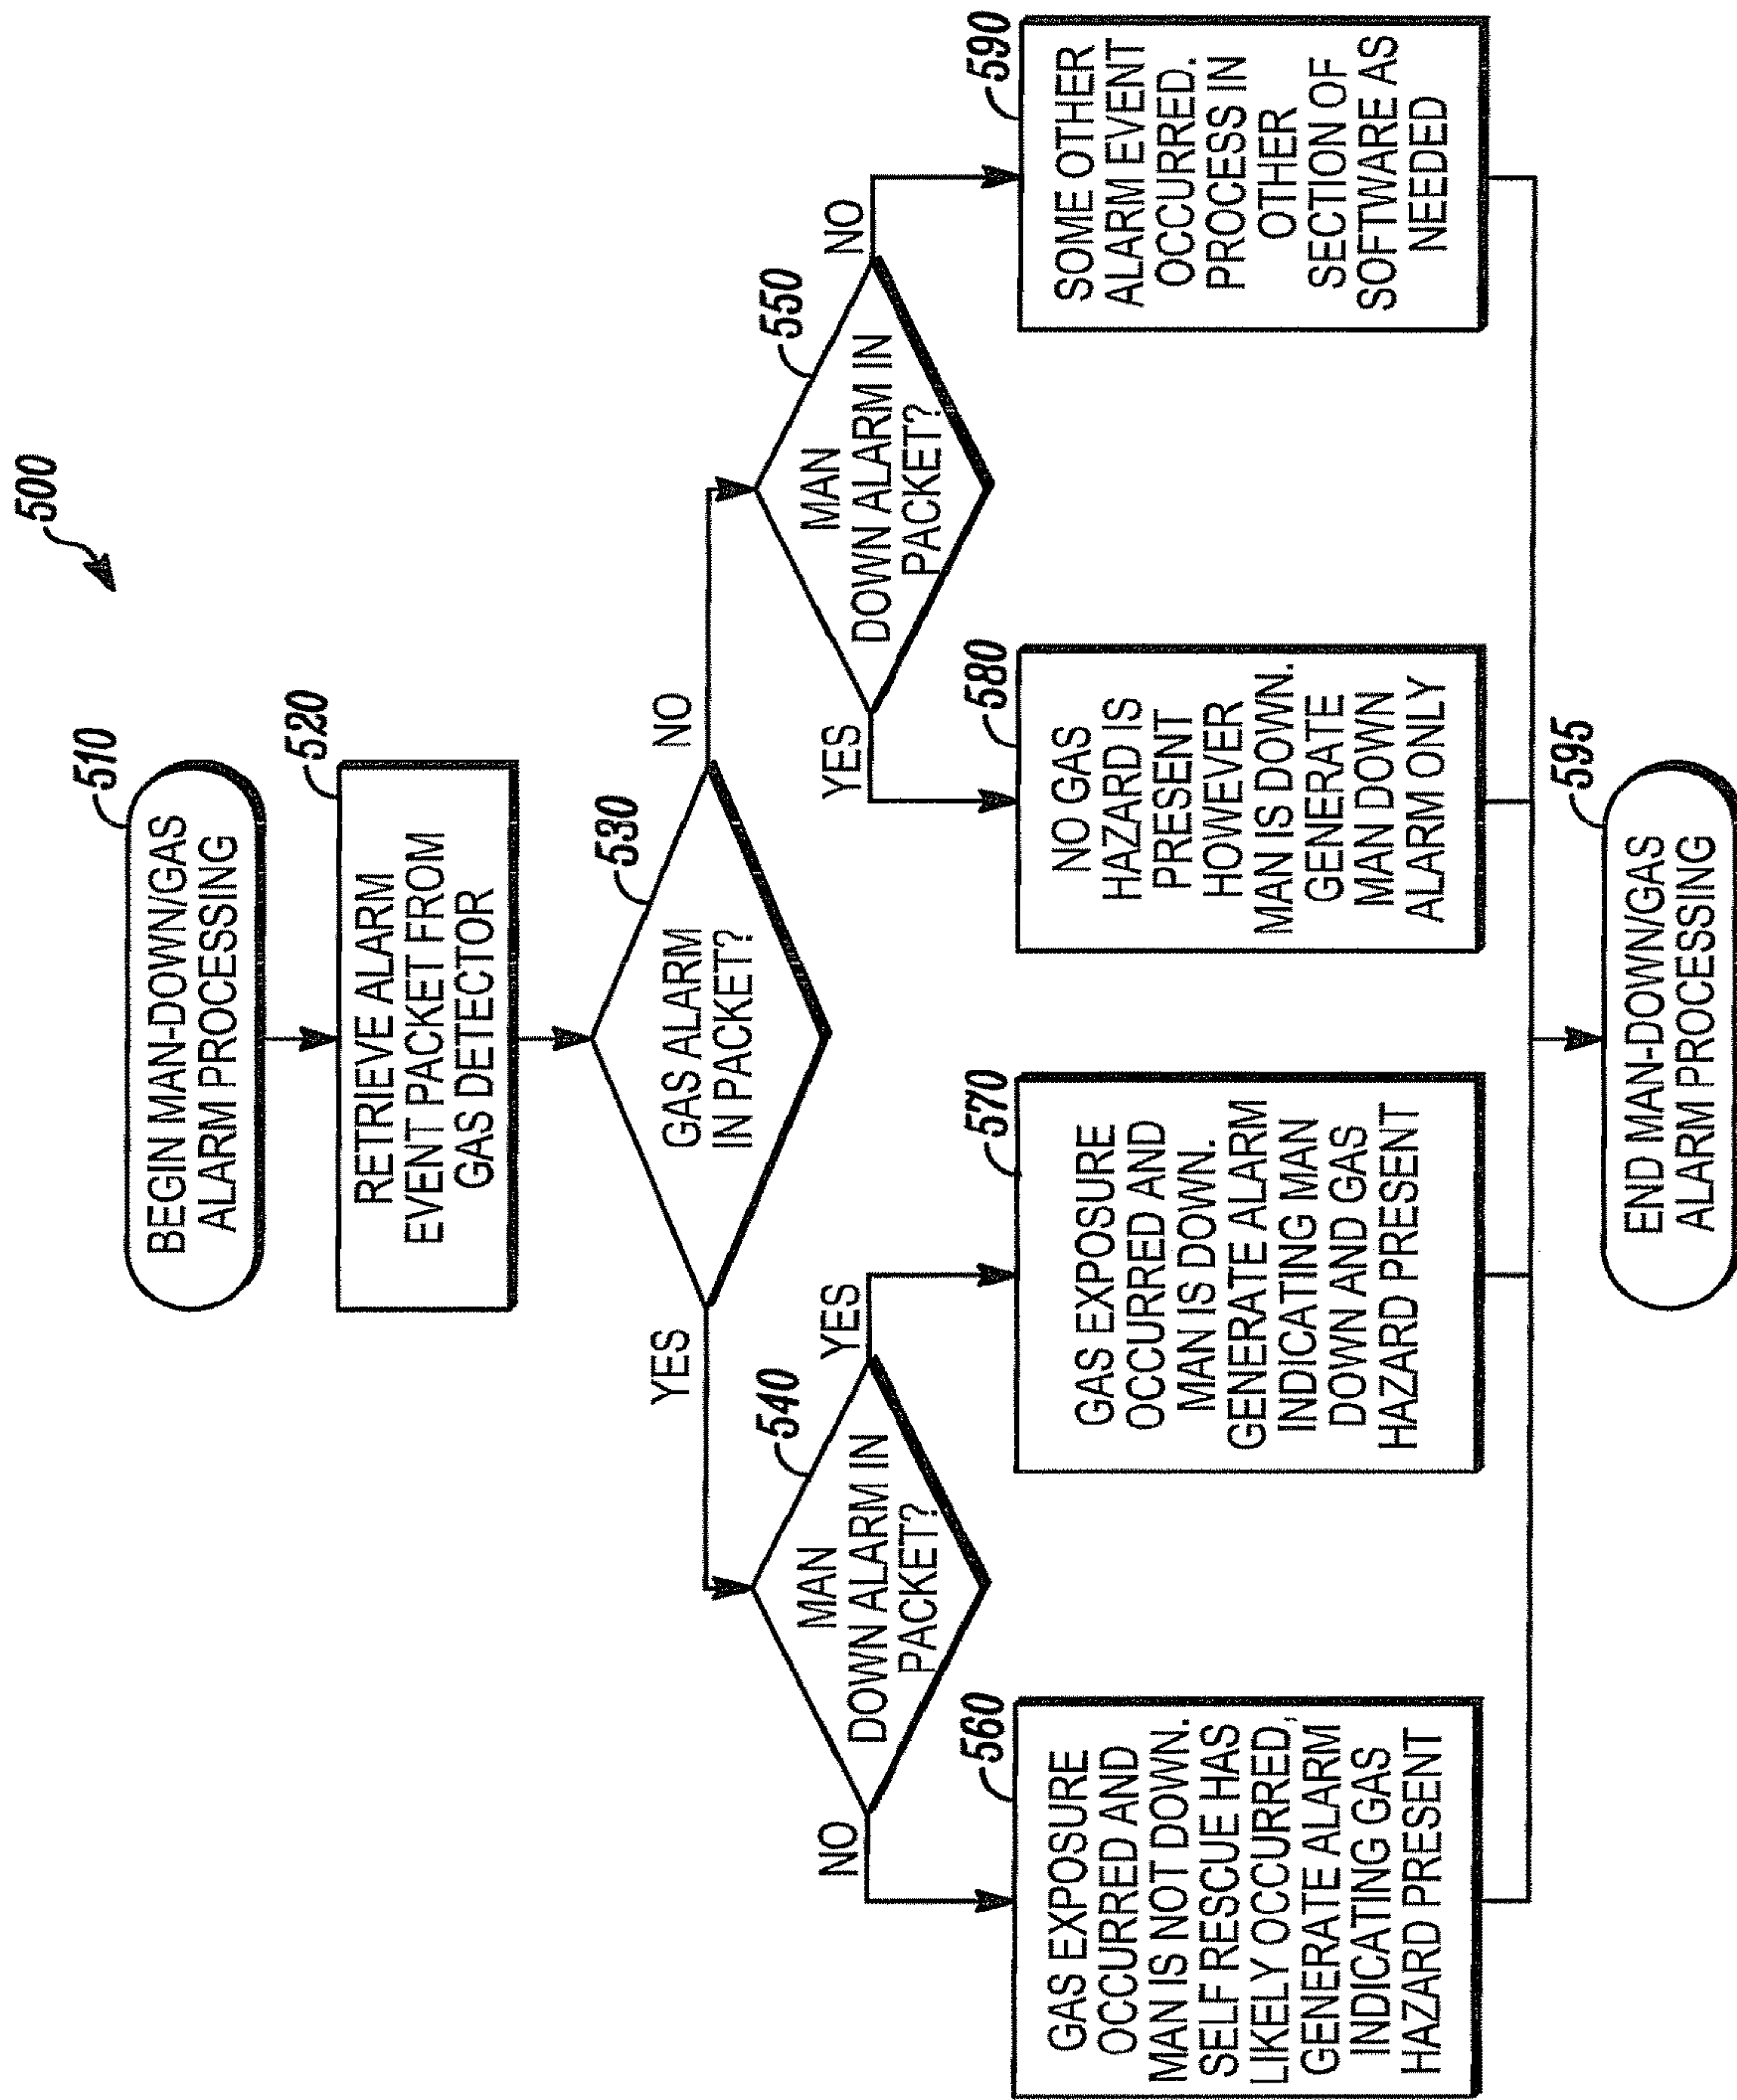 500
510
BEGIN MAN-DOWN/GAS
ALARM PROCESSING
520
RETRIEVE ALARM
EVENT PACKET FROM
GAS DETECTOR
530
GAS ALARM
IN PACKET?
YES
NO
540
MAN
DOWN ALARM IN
PACKET?
NO
YES
550
MAN
DOWN ALARM IN
PACKET?
YES
NO
560
GAS EXPOSURE
OCCURRED AND
MAN IS NOT DOWN.
SELF RESCUE HAS
LIKELY OCCURRED,
GENERATE ALARM
INDICATING GAS
HAZARD PRESENT
570
GAS EXPOSURE
OCCURRED AND
MAN IS DOWN.
GENERATE ALARM
INDICATING MAN
DOWN AND GAS
HAZARD PRESENT
580
NO GAS
HAZARD IS
PRESENT
HOWEVER
MAN IS DOWN.
GENERATE
MAN DOWN
ALARM ONLY
590
SOME OTHER
ALARM EVENT
OCCURRED.
PROCESS IN
OTHER
SECTION OF
SOFTWARE AS
NEEDED
595
END MAN-DOWN/GAS
ALARM PROCESSING